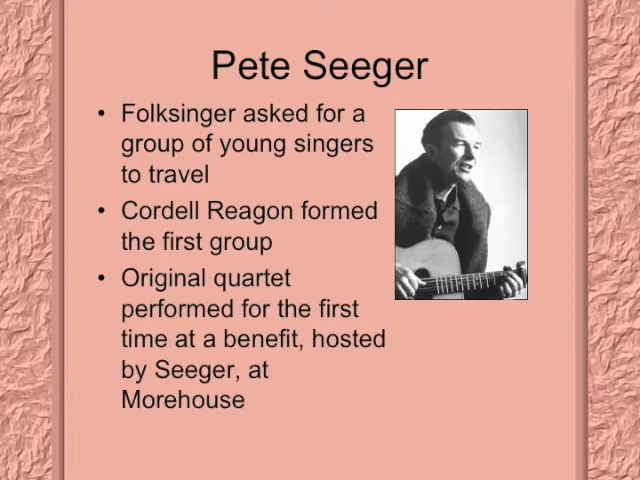 Pete Seeger
• Folksinger asked for a
group of young singers
to travel
• Cordell Reagon formed
the first group
• Original quartet
performed for the first
time at a benefit, hosted
by Seeger, at
Morehouse